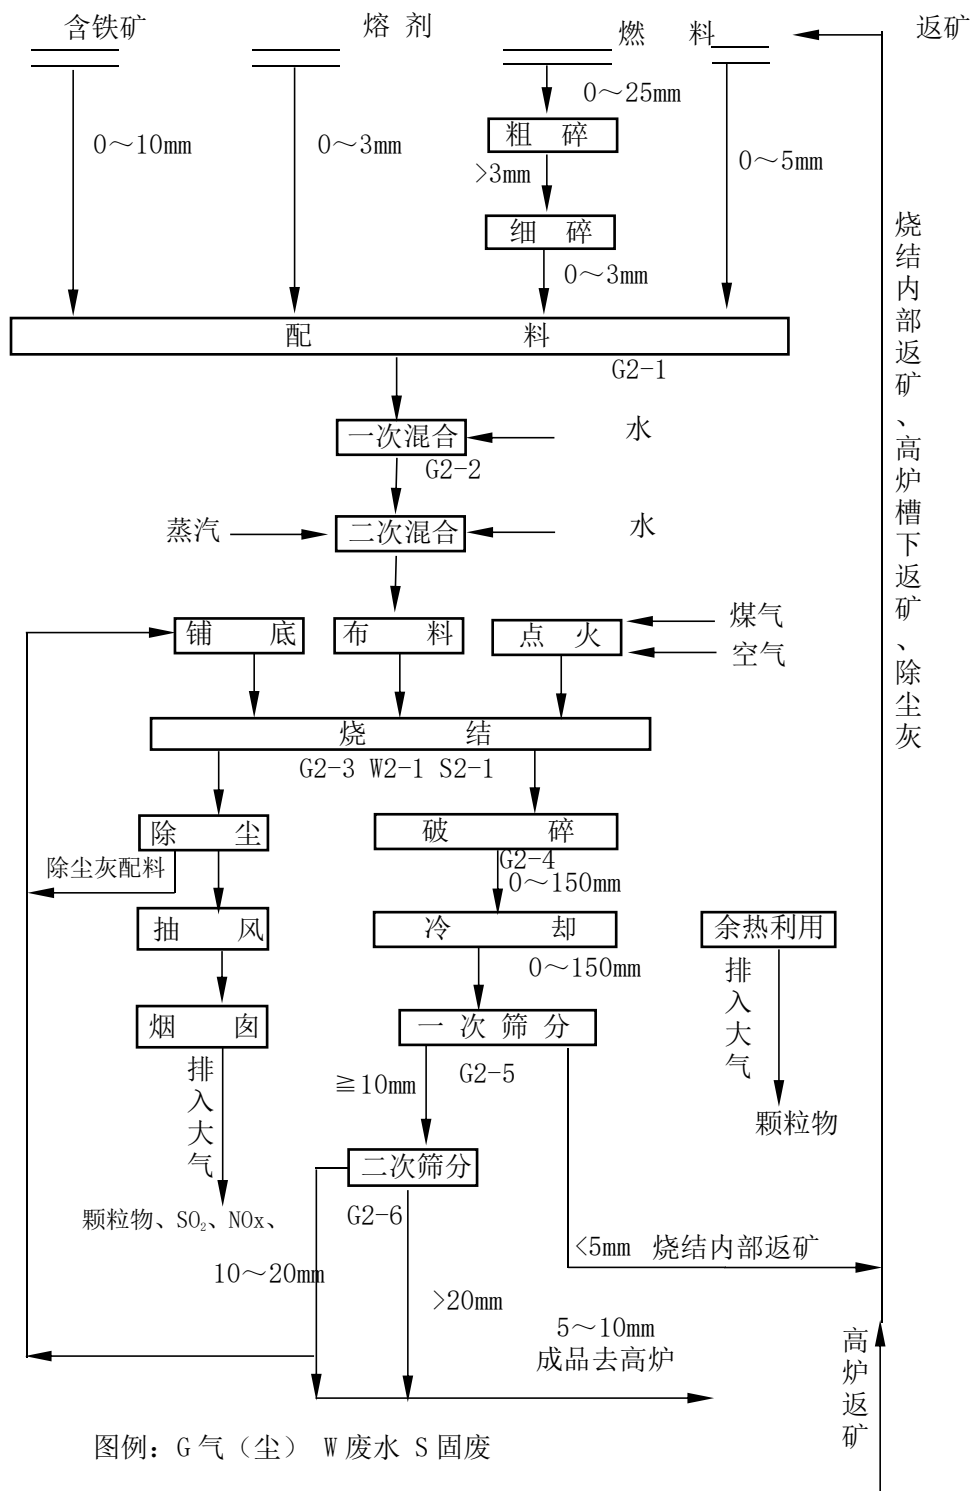 含铁矿
熔 剂
燃 料
返矿
0～25mm
粗 碎
0～10mm
0～3mm
0～5mm
>3mm
细 碎
0～3mm
烧结内部返矿、高炉槽下返矿、除尘灰
配 料
G2-1
一次混合
水
G2-2
蒸汽
二次混合
水
铺 底
布 料
点 火
煤气
空气
烧 结
G2-3 W2-1 S2-1
除 尘
破 碎
除尘灰配料
G2-4
0～150mm
抽 风
冷 却
余热利用
0～150mm
排入大气
烟 囱
一 次 筛 分
排入大气
G2-5
≧10mm
颗粒物
二次筛分
颗粒物、SO₂、NOx、
G2-6
<5mm 烧结内部返矿
10～20mm
>20mm
5～10mm
成品去高炉
高炉返矿
图例：G 气（尘） W 废水 S 固废